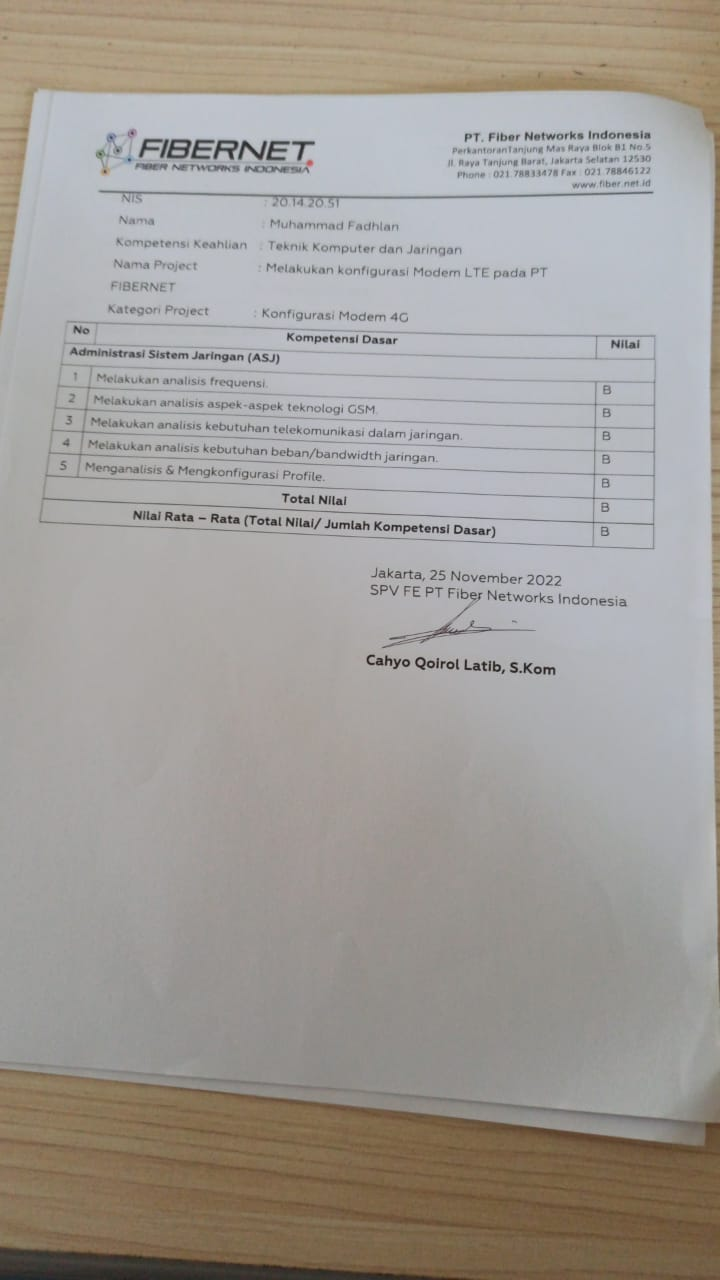 FIBERNET
FIBER NETWORKS INDONESIA
PT. Fiber Networks Indonesia
PerkantoranTanjung Mas Raya Blok B1 No.5
Jl. Raya Tanjung Barat, Jakarta Selatan 12530
Phone : 021.78833478 Fax : 021.78846122
www.fiber.net.id
NIS : 20.14.20.51
Nama : Muhammad Fadhlan
Kompetensi Keahlian : Teknik Komputer dan Jaringan
Nama Project : Melakukan konfigurasi Modem LTE pada PT
FIBERNET
Kategori Project : Konfigurasi Modem 4G
No Kompetensi Dasar Nilai
Administrasi Sistem Jaringan (ASJ)
1 Melakukan analisis frequensi. B
2 Melakukan analisis aspek-aspek teknologi GSM. B
3 Melakukan analisis kebutuhan telekomunikasi dalam jaringan. B
4 Melakukan analisis kebutuhan beban/bandwidth jaringan. B
5 Menganalisis & Mengkonfigurasi Profile. B
Total Nilai B
Nilai Rata – Rata (Total Nilai/ Jumlah Kompetensi Dasar) B
Jakarta, 25 November 2022
SPV FE PT Fiber Networks Indonesia
Cahyo Qoirol Latib, S.Kom